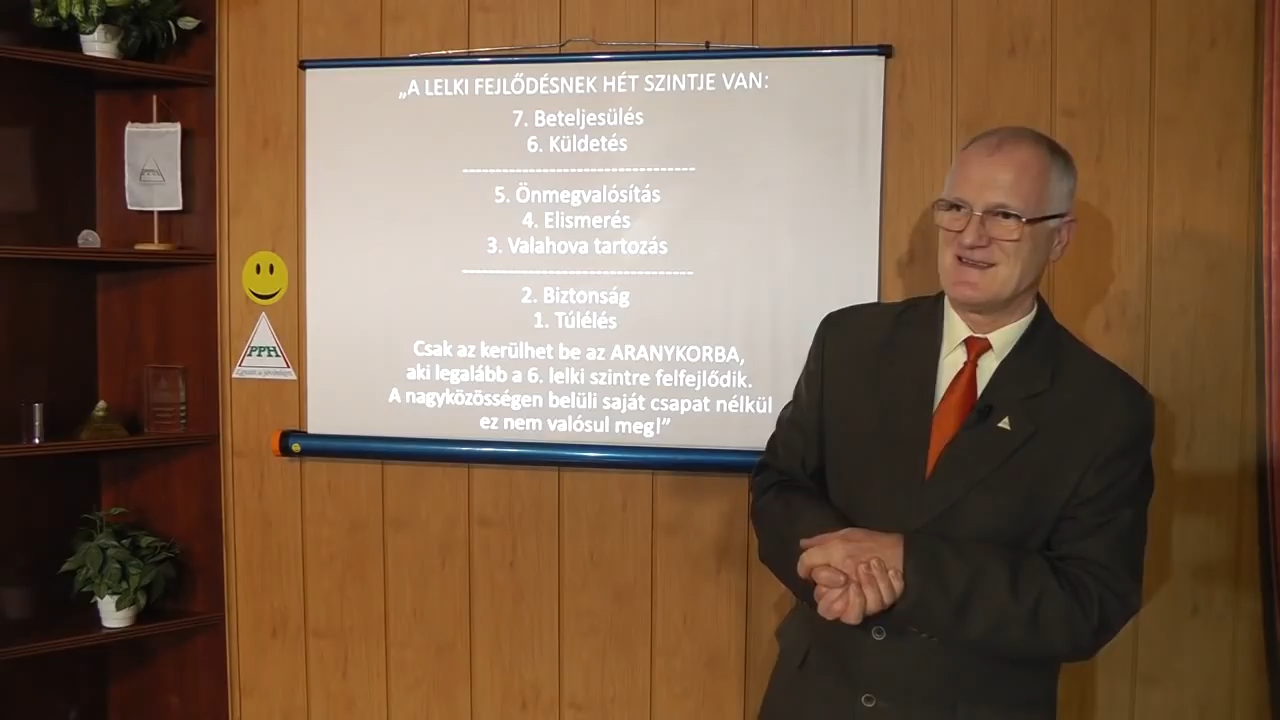 „A LELKI FEJLŐDÉSNEK HÉT SZINTJE VAN:
7. Beteljesülés
6. Küldetés
------------------------------------
5. Önmegvalósítás
4. Elismerés
3. Valahova tartozás
------------------------------------
2. Biztonság
1. Túlélés
Csak az kerülhet be az ARANYKORBA,
aki legalább a 6. lelki szintre felfejlődik.
A nagyközösségen belüli saját csapat nélkül
ez nem valósul meg!”
PPH